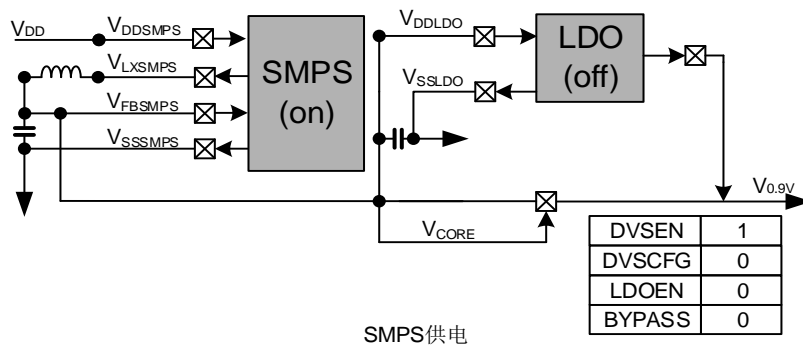 VDD
VDDSMPS
VLXSMPS
VFBSMPS
VSSSMPS
SMPS
(on)
VDDLDO
VSSLDO
LDO
(off)
VCORE
V0.9V
DVSEN 1
DVSCFG 0
LDOEN 0
BYPASS 0
SMPS供电